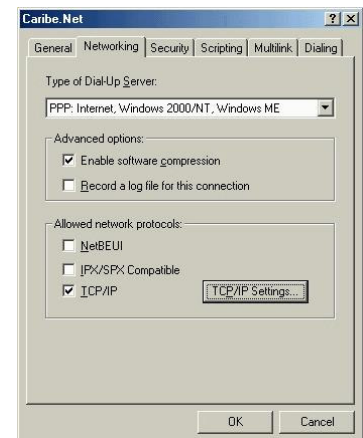 Caribe.Net
General Networking Security Scripting Multilink Dialing
Type of Dial-Up Server:
PPP: Internet, Windows 2000/NT, Windows ME
Advanced options:
Enable software compression
Record a log file for this connection
Allowed network protocols:
NetBEUI
IPX/SPX Compatible
TCP/IP TCP/IP Settings...
OK Cancel